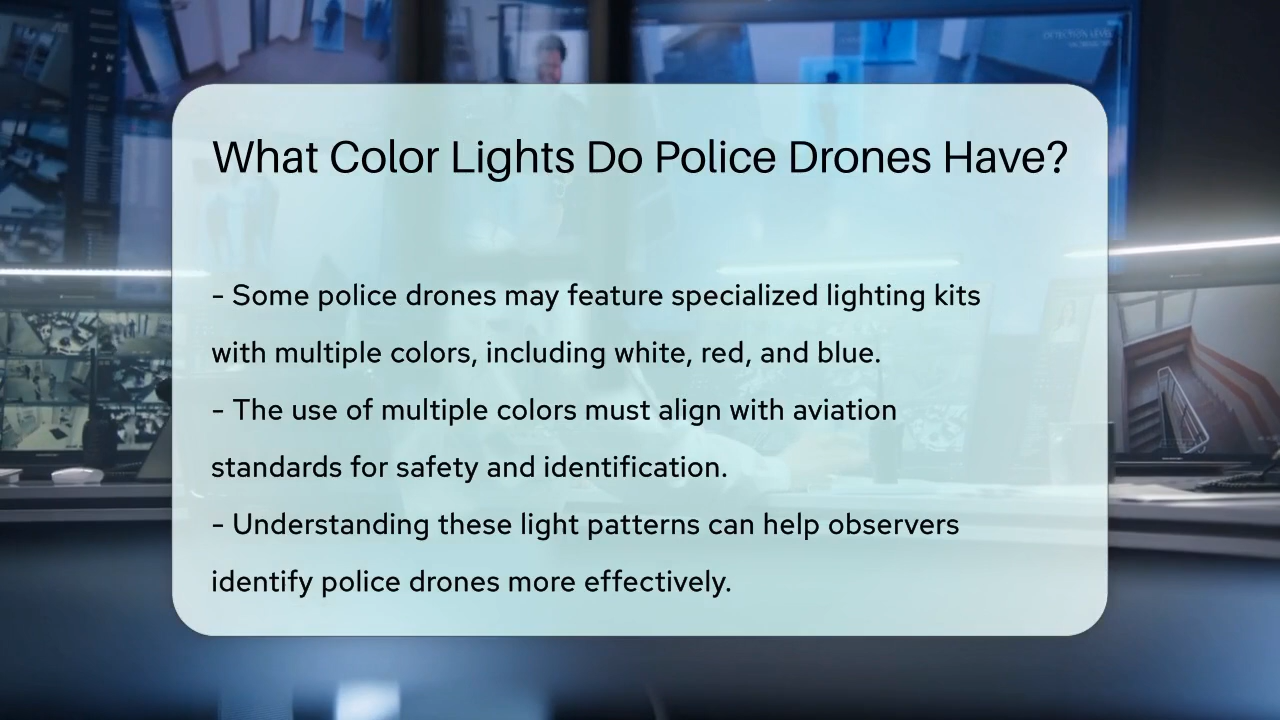 What Color Lights Do Police Drones Have?
- Some police drones may feature specialized lighting kits
with multiple colors, including white, red, and blue.
- The use of multiple colors must align with aviation
standards for safety and identification.
- Understanding these light patterns can help observers
identify police drones more effectively.